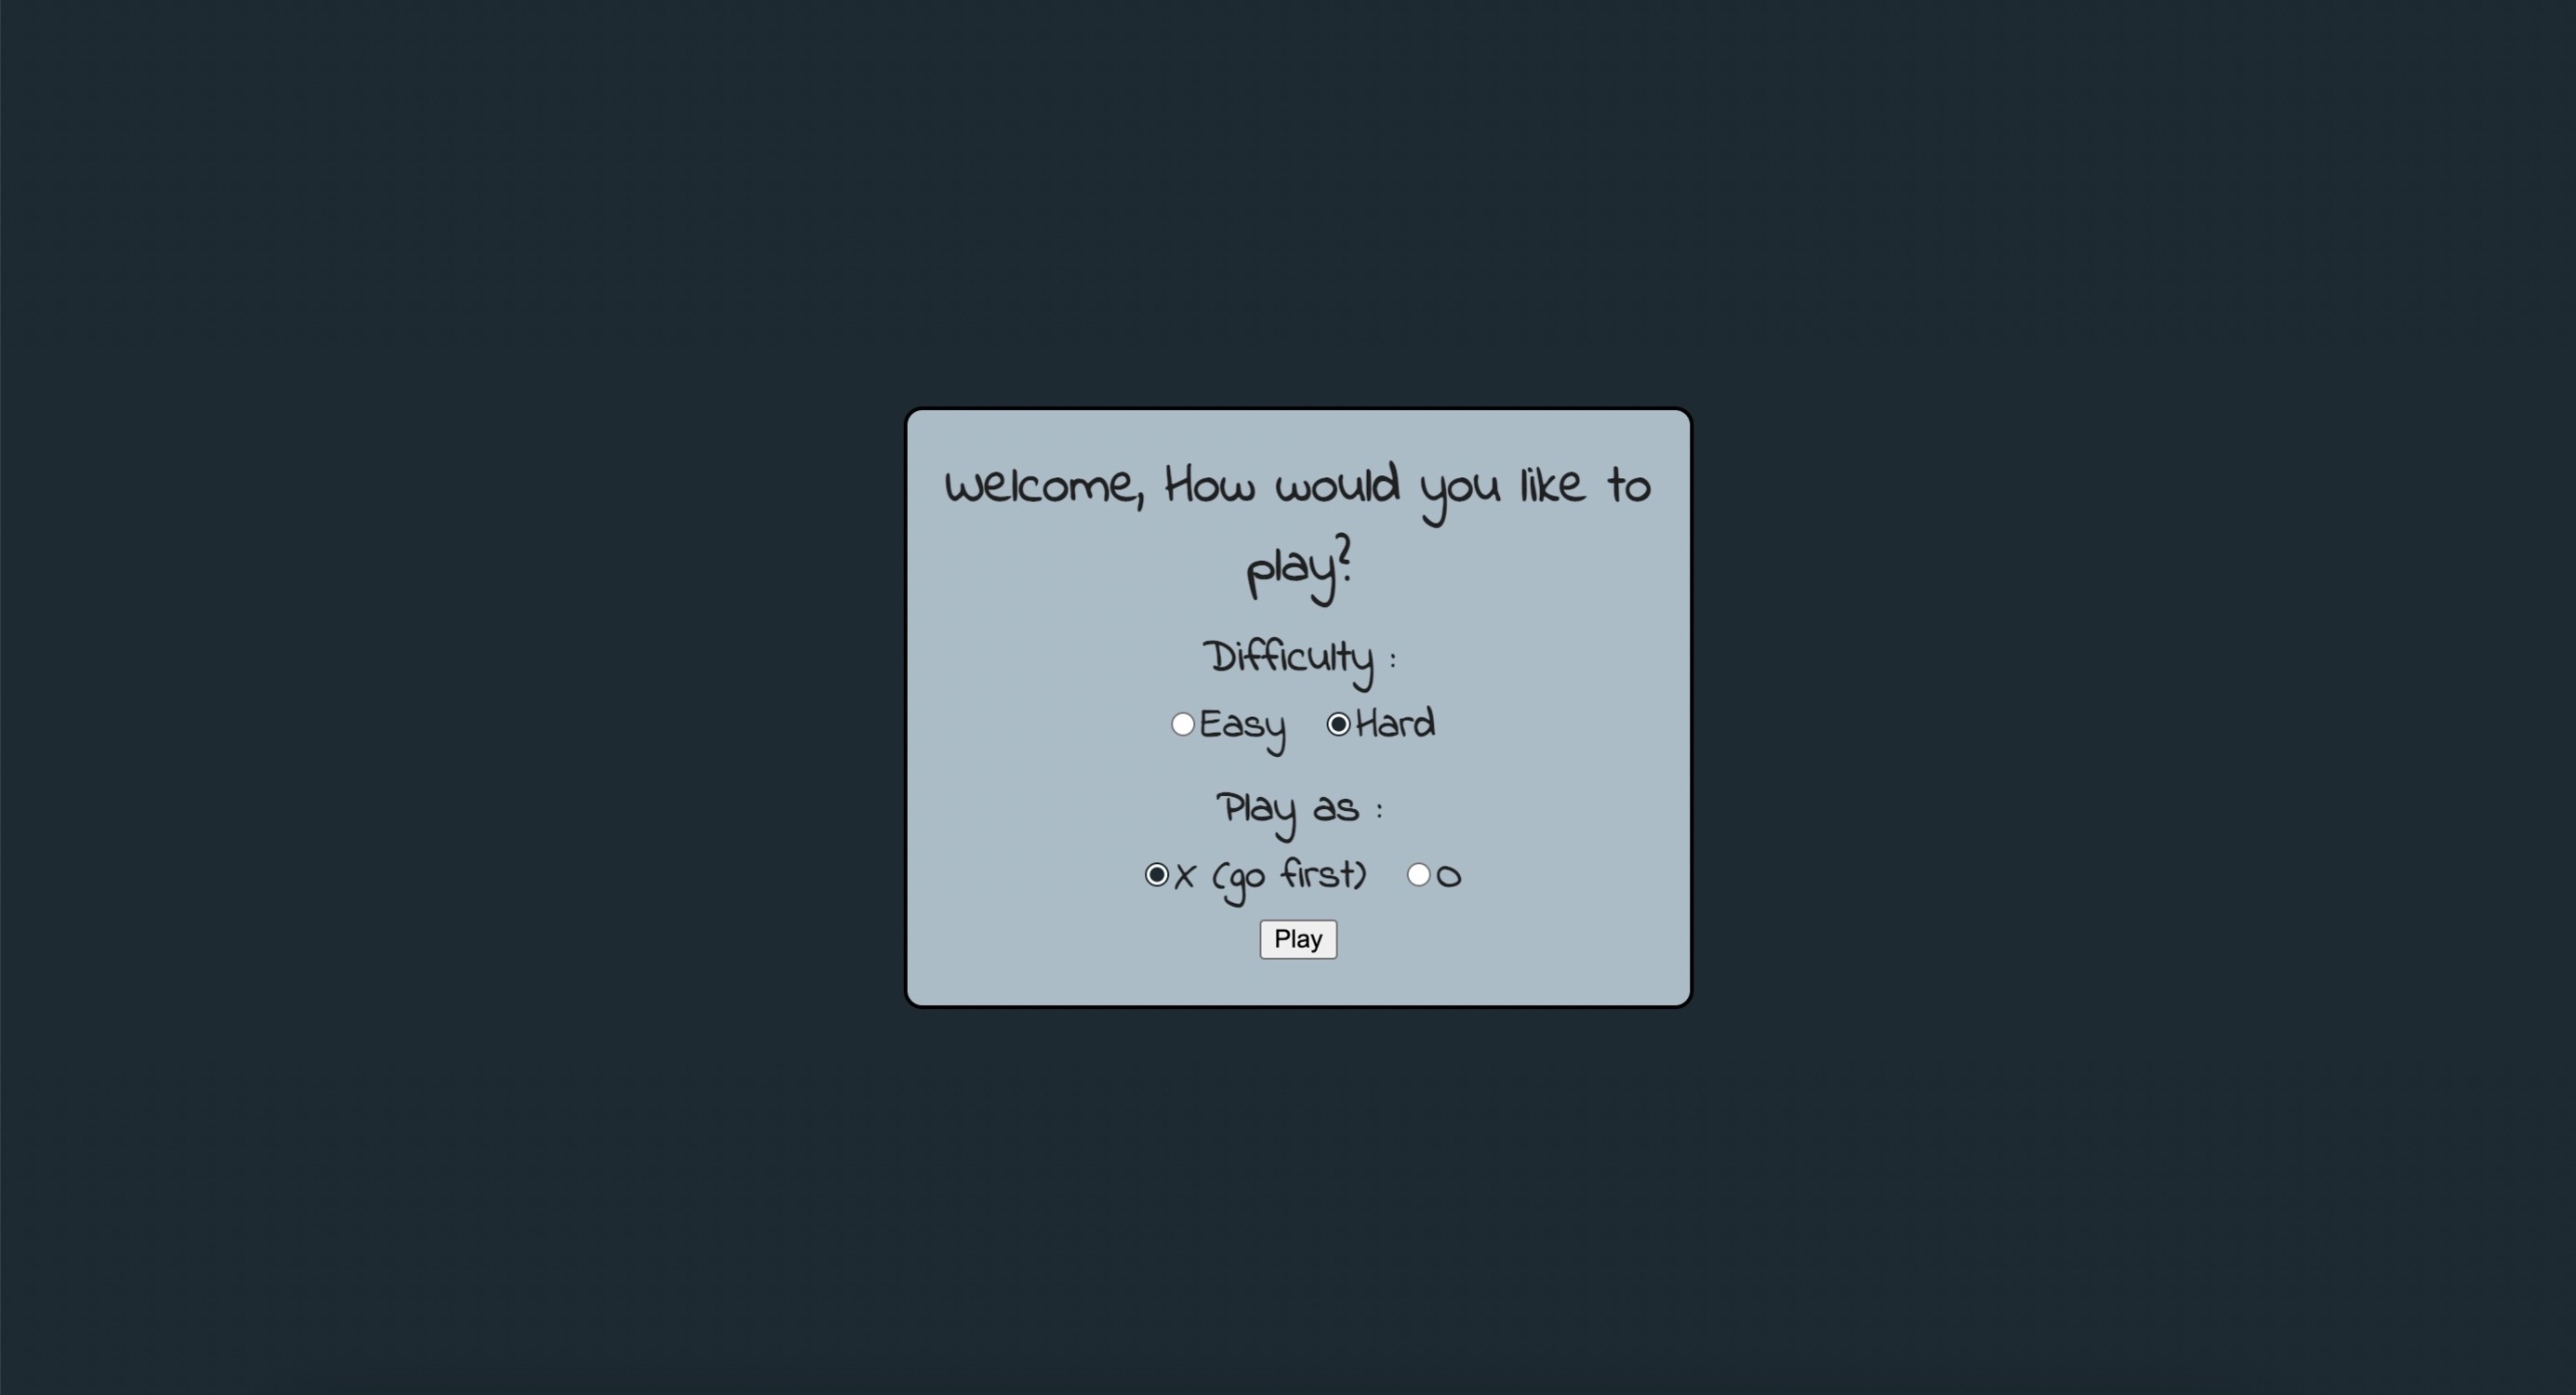 Welcome, How would you like to
play?
Difficulty :
Easy Hard
Play as :
X (go first) O
Play